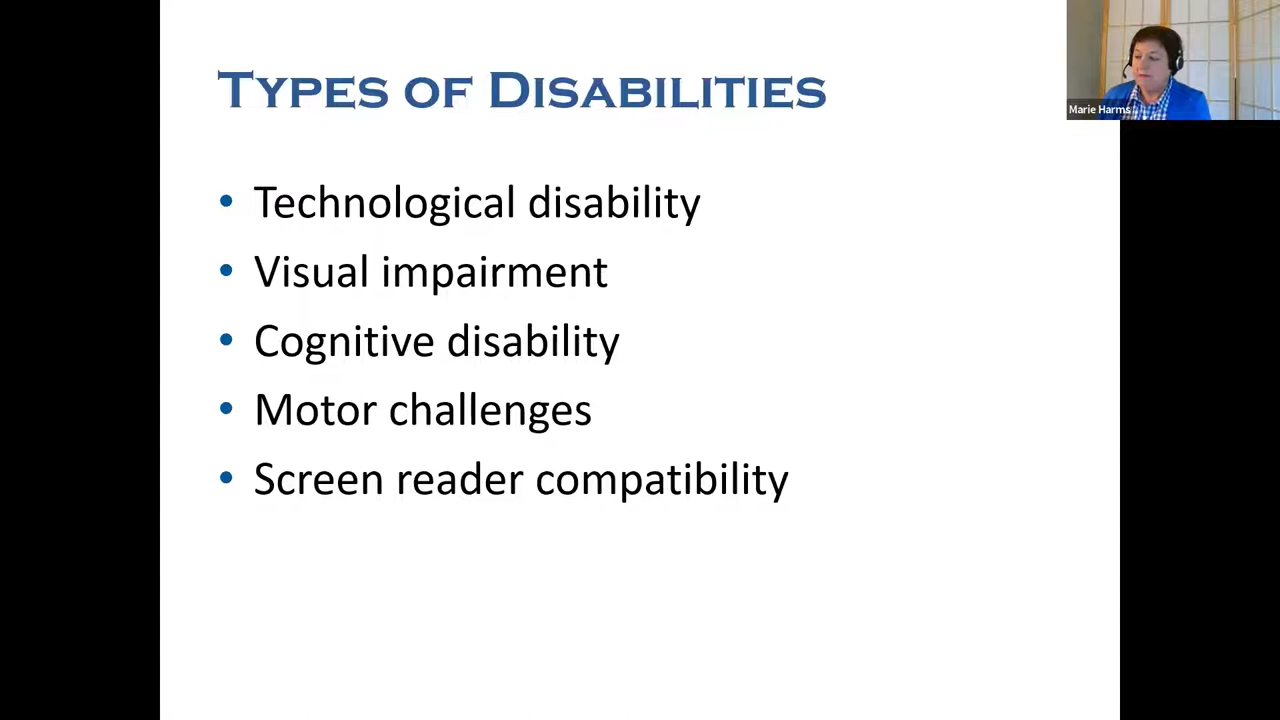 Types of Disabilities
Marie Harms
• Technological disability
• Visual impairment
• Cognitive disability
• Motor challenges
• Screen reader compatibility